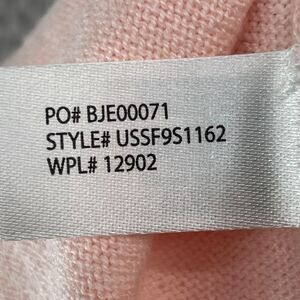 PO# BJE00071
STYLE# USSF9S1162
WPL# 12902